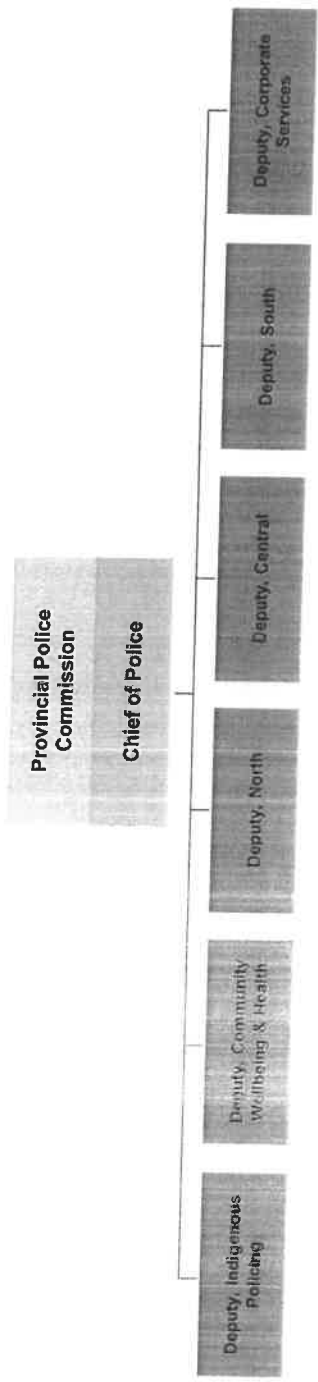 Provincial Police
Commission
Chief of Police
Deputy, Indigenous
Policing
Deputy, Community
Wellbeing & Health
Deputy, North
Deputy, Central
Deputy, South
Deputy, Corporate
Services